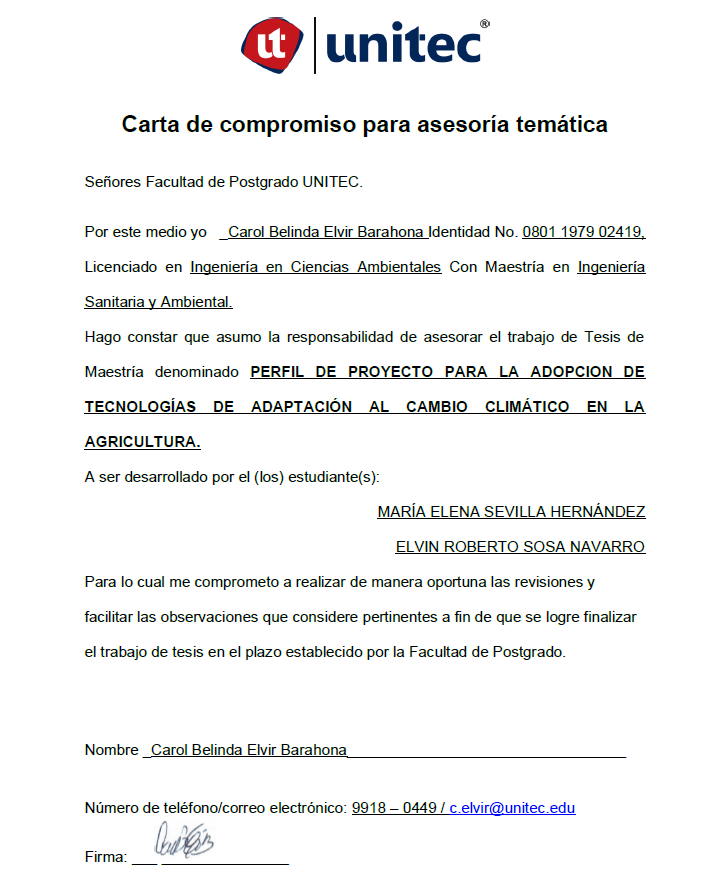 ut unitec®
Carta de compromiso para asesoría temática
Señores Facultad de Postgrado UNITEC.
Por este medio yo _Carol Belinda Elvir Barahona Identidad No. 0801 1979 02419,
Licenciado en Ingeniería en Ciencias Ambientales Con Maestría en Ingeniería
Sanitaria y Ambiental.
Hago constar que asumo la responsabilidad de asesorar el trabajo de Tesis de
Maestría denominado PERFIL DE PROYECTO PARA LA ADOPCION DE
TECNOLOGÍAS DE ADAPTACIÓN AL CAMBIO CLIMÁTICO EN LA
AGRICULTURA.
A ser desarrollado por el (los) estudiante(s):
MARÍA ELENA SEVILLA HERNÁNDEZ
ELVIN ROBERTO SOSA NAVARRO
Para lo cual me comprometo a realizar de manera oportuna las revisiones y
facilitar las observaciones que considere pertinentes a fin de que se logre finalizar
el trabajo de tesis en el plazo establecido por la Facultad de Postgrado.
Nombre _Carol Belinda Elvir Barahona
Número de teléfono/correo electrónico: 9918 – 0449 / c.elvir@unitec.edu
Firma: